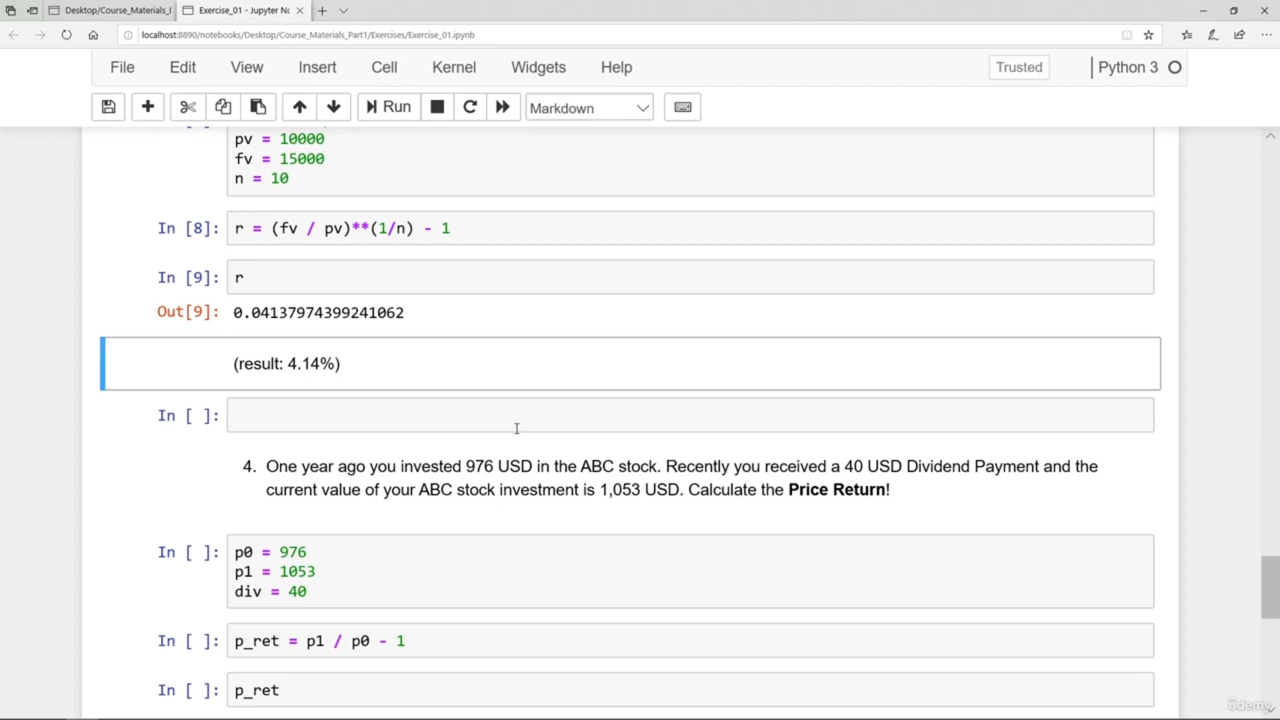 Desktop/Course_Materials_
Exercise_01 - Jupyter No
localhost:8890/notebooks/Desktop/Course_Materials_Part1/Exercises/Exercise_01.ipynb
File Edit View Insert Cell Kernel Widgets Help Trusted Python 3
Run Markdown
pv = 10000
fv = 15000
n = 10
In [8]: r = (fv / pv)**(1/n) - 1
In [9]: r
Out[9]: 0.04137974399241062
(result: 4.14%)
In [ ]:
4. One year ago you invested 976 USD in the ABC stock. Recently you received a 40 USD Dividend Payment and the
current value of your ABC stock investment is 1,053 USD. Calculate the Price Return!
In [ ]: p0 = 976
p1 = 1053
div = 40
In [ ]: p_ret = p1 / p0 - 1
In [ ]: p_ret
ûdemy